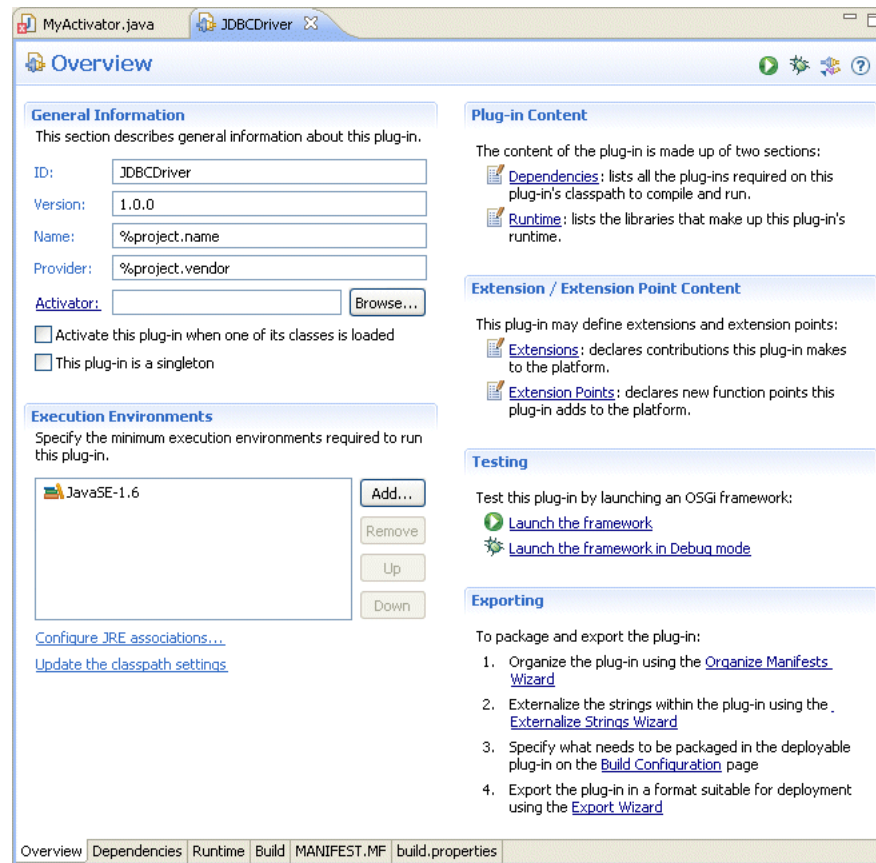 MyActivator.java
JDBCDriver
Overview
General Information
This section describes general information about this plug-in.
ID:
JDBCDriver
Version:
1.0.0
Name:
%project.name
Provider:
%project.vendor
Activator:
Browse...
Activate this plug-in when one of its classes is loaded
This plug-in is a singleton
Execution Environments
Specify the minimum execution environments required to run
this plug-in.
JavaSE-1.6
Add...
Remove
Up
Down
Configure JRE associations...
Update the classpath settings
Plug-in Content
The content of the plug-in is made up of two sections:
Dependencies: lists all the plug-ins required on this
plug-in's classpath to compile and run.
Runtime: lists the libraries that make up this plug-in's
runtime.
Extension / Extension Point Content
This plug-in may define extensions and extension points:
Extensions: declares contributions this plug-in makes
to the platform.
Extension Points: declares new function points this
plug-in adds to the platform.
Testing
Test this plug-in by launching an OSGi framework:
Launch the framework
Launch the framework in Debug mode
Exporting
To package and export the plug-in:
1. Organize the plug-in using the Organize Manifests
Wizard
2. Externalize the strings within the plug-in using the
Externalize Strings Wizard
3. Specify what needs to be packaged in the deployable
plug-in on the Build Configuration page
4. Export the plug-in in a format suitable for deployment
using the Export Wizard
Overview Dependencies Runtime Build MANIFEST.MF build.properties